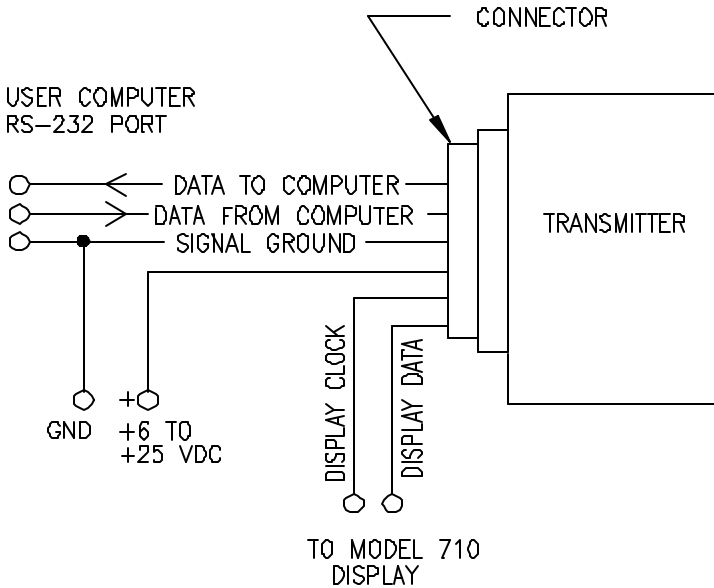 CONNECTOR
USER COMPUTER
RS-232 PORT
DATA TO COMPUTER
DATA FROM COMPUTER
SIGNAL GROUND
TRANSMITTER
DISPLAY CLOCK
DISPLAY DATA
+
GND
+6 TO
+25 VDC
TO MODEL 710
DISPLAY